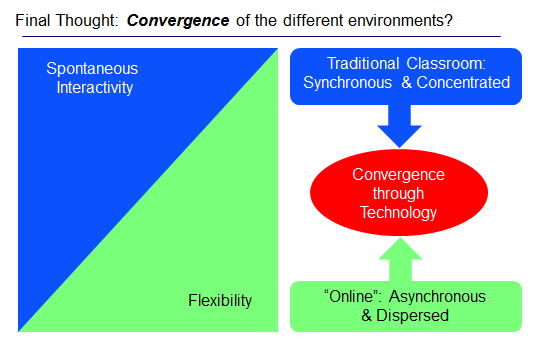 Final Thought: Convergence of the different environments?
Spontaneous
Interactivity
Flexibility
Traditional Classroom:
Synchronous & Concentrated
Convergence
through
Technology
“Online”: Asynchronous
& Dispersed